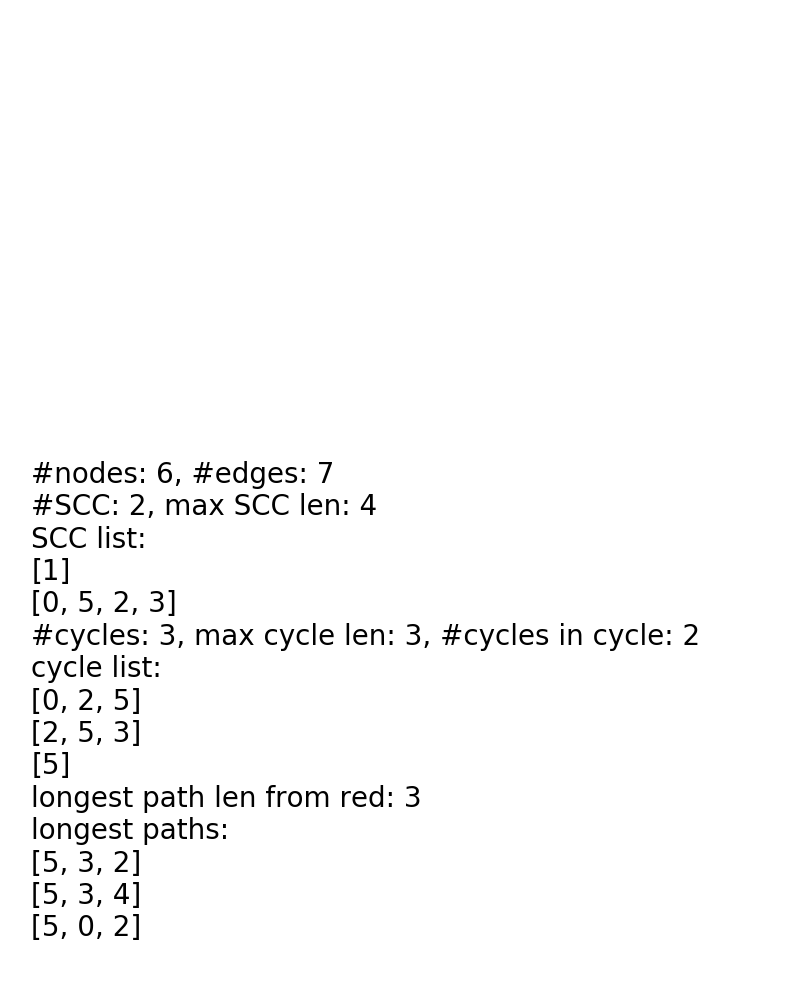 #nodes: 6, #edges: 7
#SCC: 2, max SCC len: 4
SCC list:
[1]
[0, 5, 2, 3]
#cycles: 3, max cycle len: 3, #cycles in cycle: 2
cycle list:
[0, 2, 5]
[2, 5, 3]
[5]
longest path len from red: 3
longest paths:
[5, 3, 2]
[5, 3, 4]
[5, 0, 2]